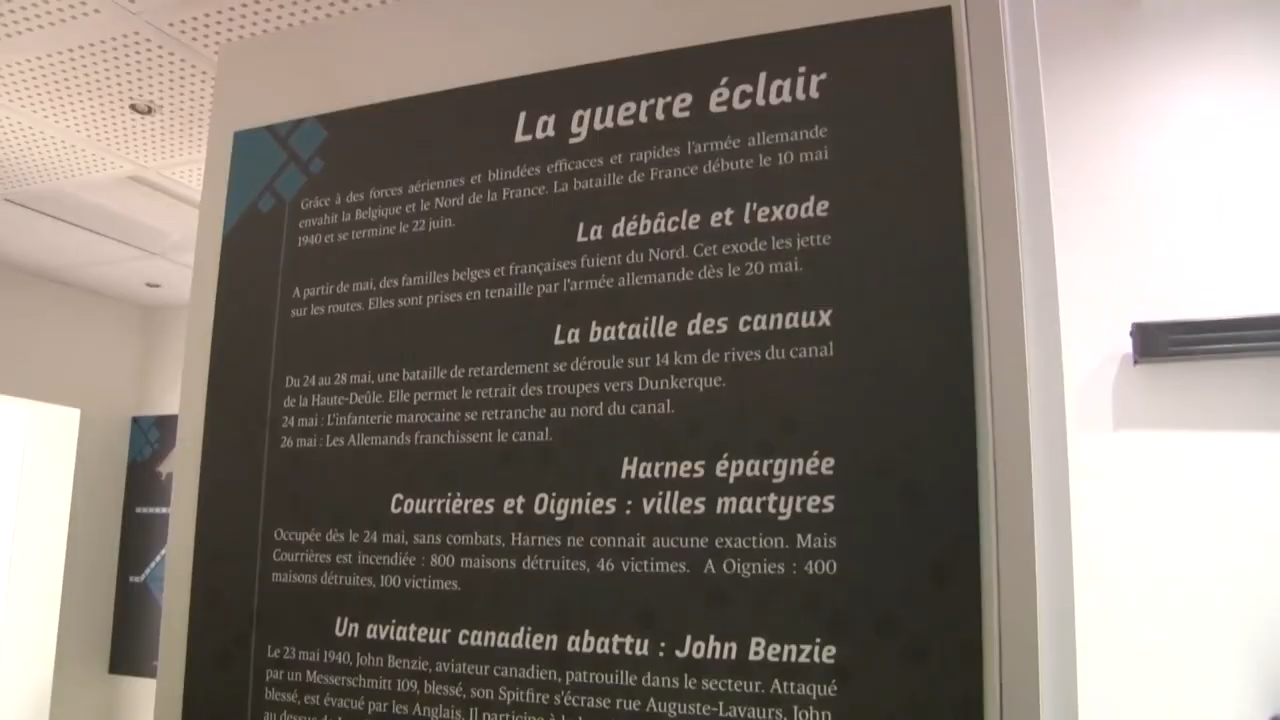 La guerre éclair
Grâce à des forces aériennes et blindées efficaces et rapides l'armée allemande
envahit la Belgique et le Nord de la France. La bataille de France débute le 10 mai
1940 et se termine le 22 juin.
La débâcle et l'exode
A partir de mai, des familles belges et françaises fuient du Nord. Cet exode les jette
sur les routes. Elles sont prises en tenaille par l'armée allemande dès le 20 mai.
La bataille des canaux
Du 24 au 28 mai, une bataille de retardement se déroule sur 14 km de rives du canal
de la Haute-Deûle. Elle permet le retrait des troupes vers Dunkerque.
24 mai : L'infanterie marocaine se retranche au nord du canal.
26 mai : Les Allemands franchissent le canal.
Harnes épargnée
Courrières et Oignies : villes martyres
Occupée dès le 24 mai, sans combats, Harnes ne connait aucune exaction. Mais
Courrières est incendiée : 800 maisons détruites, 46 victimes. A Oignies : 400
maisons détruites, 100 victimes.
Un aviateur canadien abattu : John Benzie
Le 23 mai 1940, John Benzie, aviateur canadien, patrouille dans le secteur. Attaqué
par un Messerschmitt 109, blessé, son Spitfire s'écrase rue Auguste-Lavaurs. John
blessé, est évacué par les Anglais. Il participe à la